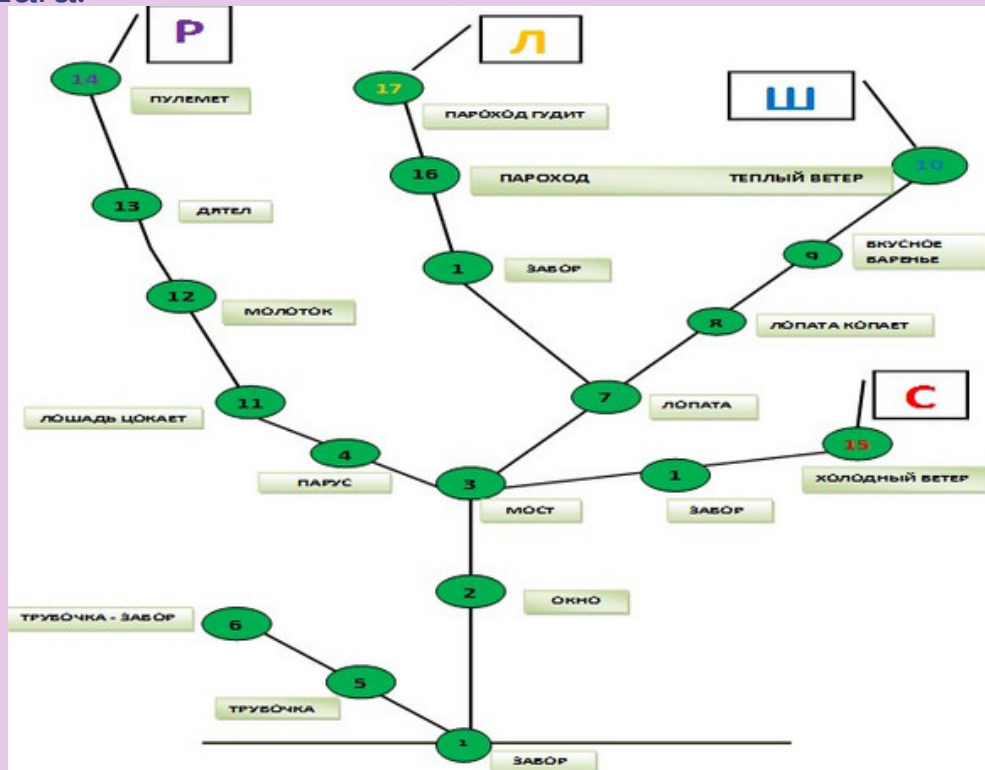 Р
Л
Ш
14
ПУЛЕМЕТ
17
ПАРОХОД ГУДИТ
16
ПАРОХОД
ТЕПЛЫЙ ВЕТЕР
10
13
ДЯТЕЛ
1
ЗАБОР
9
ВКУСНОЕ
ВАРЕНЬЕ
12
МОЛОТОК
8
ЛОПАТА КОПАЕТ
11
ЛОШАДЬ ЦОКАЕТ
7
ЛОПАТА
С
4
ПАРУС
3
МОСТ
1
ЗАБОР
15
ХОЛОДНЫЙ ВЕТЕР
2
ОКНО
ТРУБОЧКА - ЗАБОР
6
5
ТРУБОЧКА
1
ЗАБОР